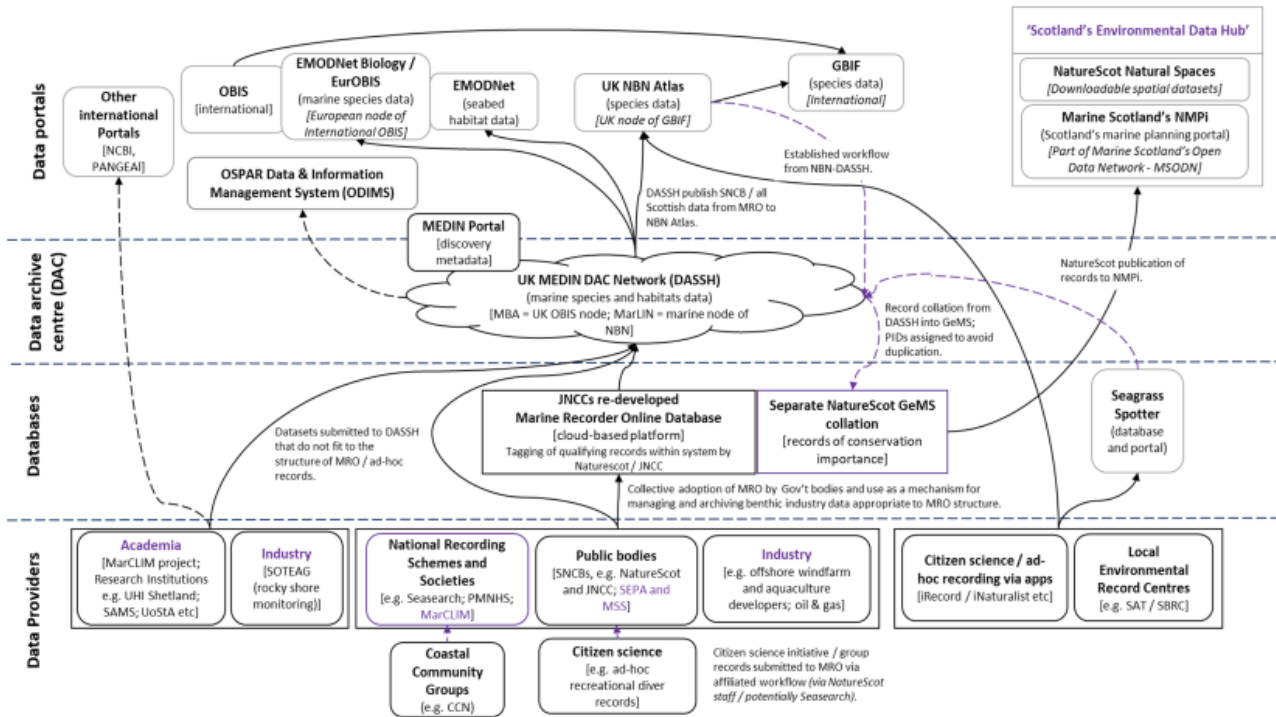 Data portals
Other
international
Portals
[NCBI,
PANGEAI]
OBIS
[international]
EMODNet Biology /
EurOBIS
(marine species data)
[European node of
International OBIS]
EMODNet
(seabed
habitat data)
UK NBN Atlas
(species data)
[UK node of GBIF]
GBIF
(species data)
[International]
'Scotland's Environmental Data Hub'
NatureScot Natural Spaces
[Downloadable spatial datasets]
Marine Scotland's NMPi
(Scotland's marine planning portal)
[Part of Marine Scotland's Open
Data Network - MSODN]
OSPAR Data & Information
Management System (ODIMS)
DASSH publish SNCB / all
Scottish data from MRO to
NBN Atlas.
Established workflow
from NBN-DASSH.
MEDIN Portal
[discovery
metadata]
Data archive
centre (DAC)
UK MEDIN DAC Network (DASSH)
(marine species and habitats data)
[MBA = UK OBIS node; MarLIN = marine node of
NBN]
Record collation from
DASSH into GeMS;
PIDs assigned to avoid
duplication.
NatureScot publication of
records to NMPi.
Databases
Datasets submitted to DASSH
that do not fit to the
structure of MRO / ad-hoc
records.
JNCCs re-developed
Marine Recorder Online Database
[cloud-based platform]
Tagging of qualifying records within system by
Naturescot / JNCC
Separate NatureScot GeMS
collation
[records of conservation
importance]
Seagrass
Spotter
(database
and portal)
Collective adoption of MRO by Gov't bodies and use as a mechanism for
managing and archiving benthic industry data appropriate to MRO structure.
Data Providers
Academia
[MarCLIM project;
Research Institutions
e.g. UHI Shetland;
SAMS; UoStA etc]
Industry
[SOTEAG
(rocky shore
monitoring)]
National Recording
Schemes and
Societies
[e.g. Seasearch; PMNHS;
MarCLIM]
Public bodies
[SNCBs, e.g. NatureScot
and JNCC; SEPA and
MSS]
Industry
[e.g. offshore windfarm
and aquaculture
developers; oil & gas]
Citizen science / ad-
hoc recording via apps
[iRecord / iNaturalist etc]
Local
Environmental
Record Centres
[e.g. SAT / SBRC]
Coastal
Community
Groups
(e.g. CCN)
Citizen science
[e.g. ad-hoc
recreational diver
records]
Citizen science initiative / group
records submitted to MRO via
affiliated workflow (via NatureScot
staff / potentially Seasearch).